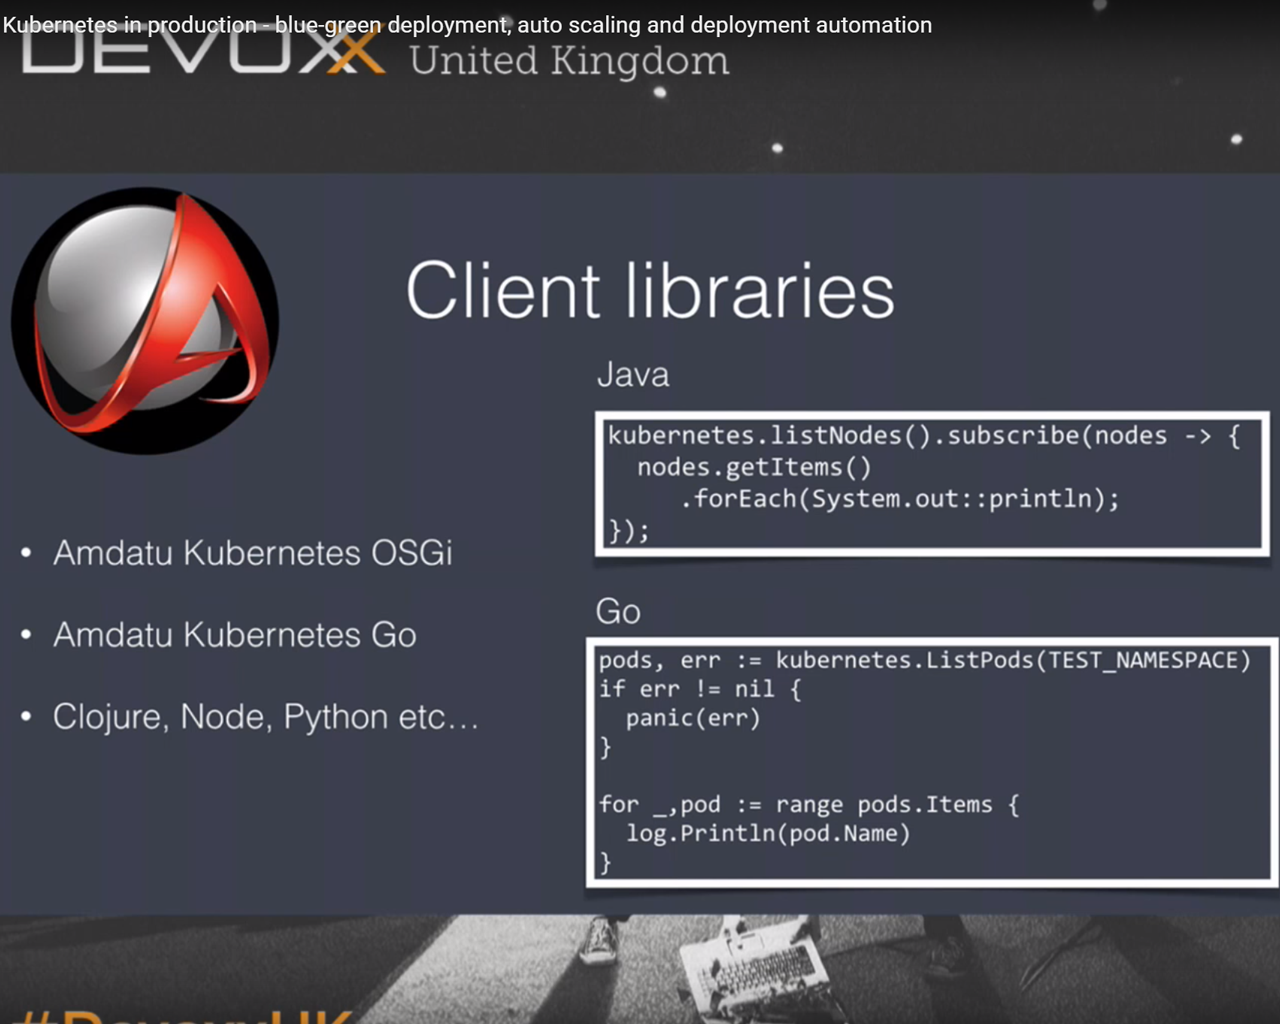 Kubernetes in production - blue-green deployment, auto scaling and deployment automation
DEVOXX United Kingdom
Client libraries
Java
kubernetes.listNodes().subscribe(nodes -> {
nodes.getItems()
.forEach(System.out::println);
});
• Amdatu Kubernetes OSGi
• Amdatu Kubernetes Go
• Clojure, Node, Python etc…
Go
pods, err := kubernetes.ListPods(TEST_NAMESPACE)
if err != nil {
panic(err)
}
for _,pod := range pods.Items {
log.Println(pod.Name)
}
#DevoxxUK